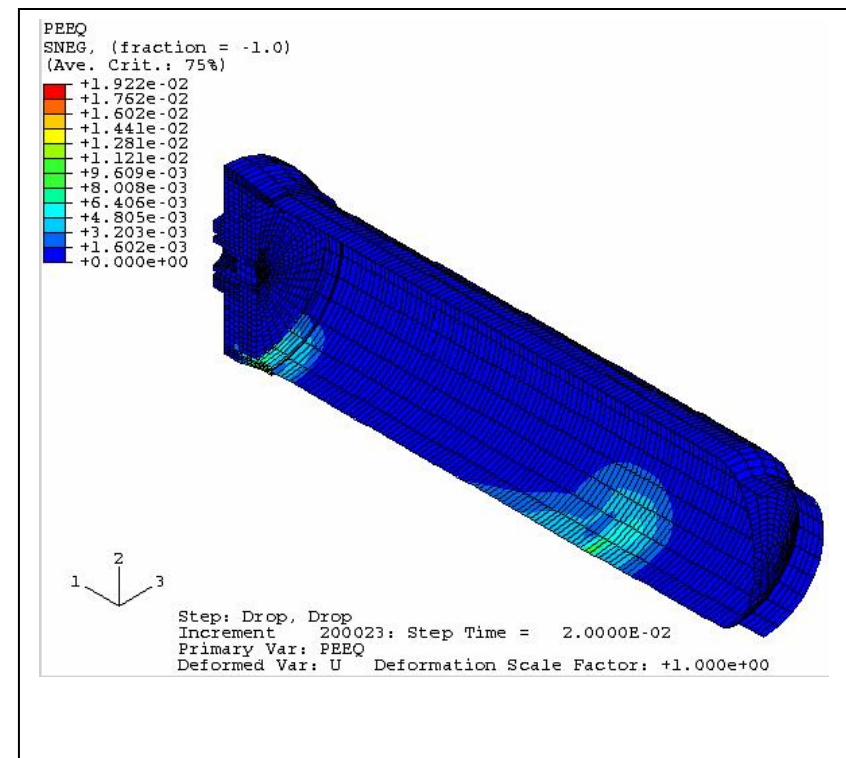 PEEQ
SNEG, (fraction = -1.0)
(Ave. Crit.: 75%)
+1.922e-02
+1.762e-02
+1.602e-02
+1.441e-02
+1.281e-02
+1.121e-02
+9.609e-03
+8.008e-03
+6.406e-03
+4.805e-03
+3.203e-03
+1.602e-03
+0.000e+00
2
1 3
Step: Drop, Drop
Increment 200023: Step Time = 2.0000E-02
Primary Var: PEEQ
Deformed Var: U Deformation Scale Factor: +1.000e+00